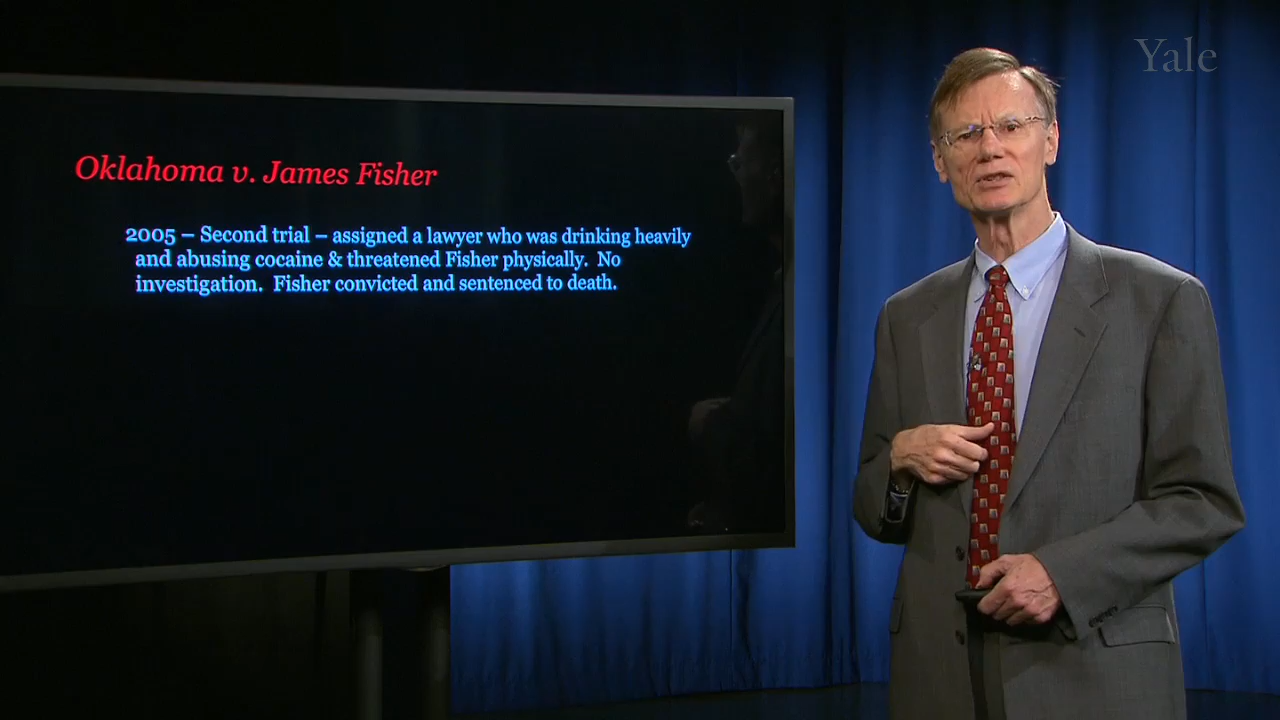 Yale
Oklahoma v. James Fisher
2005 – Second trial – assigned a lawyer who was drinking heavily
and abusing cocaine & threatened Fisher physically. No
investigation. Fisher convicted and sentenced to death.